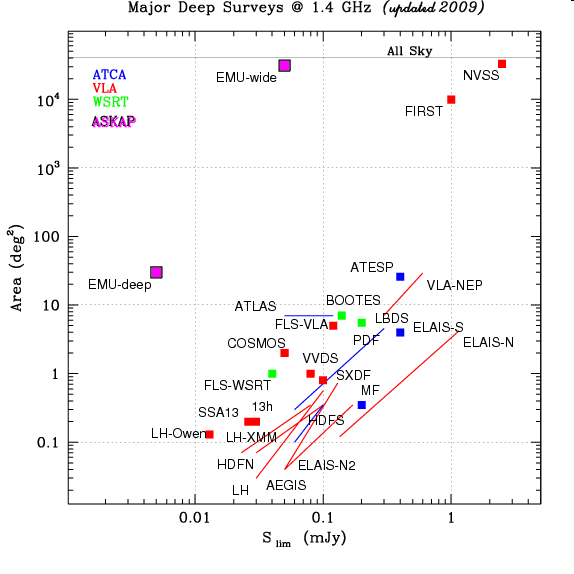 Major Deep Surveys @ 1.4 GHz (updated 2009)
All Sky
ATCA
VLA
WSRT
ASKAP
EMU-wide
NVSS
FIRST
EMU-deep
ATESP
VLA-NEP
BOOTES
ATLAS
FLS-VLA
LBDS
ELAIS-S
PDF
ELAIS-N
COSMOS
VVDS
SXDF
FLS-WSRT
MF
13h
SSA13
HDFS
LH-Owen
LH-XMM
HDFN
ELAIS-N2
LH
AEGIS
10⁴
10³
100
10
1
0.1
Area (deg²)
0.01
0.1
1
S lim (mJy)